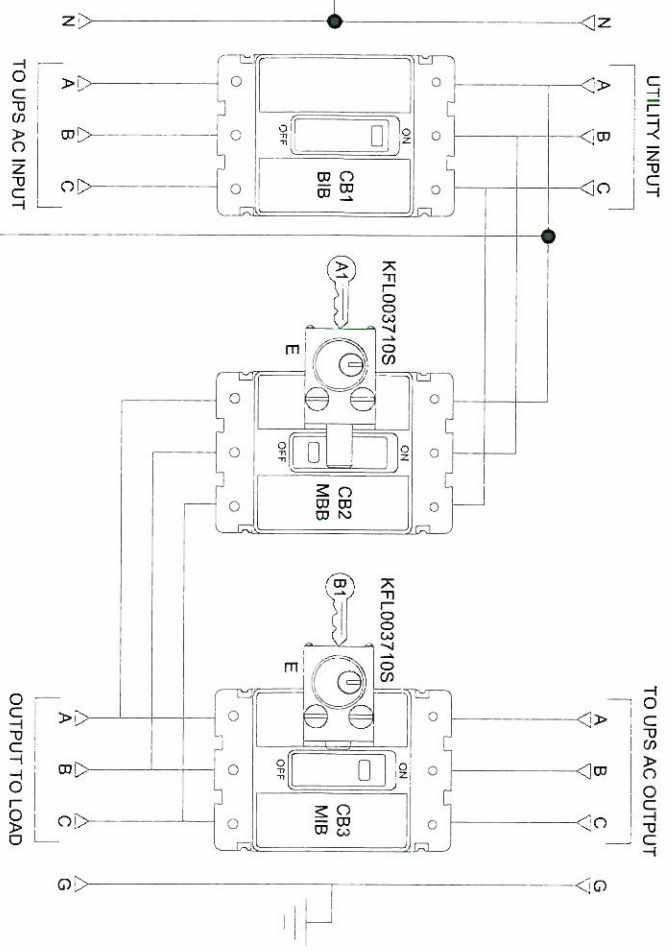 UTILITY INPUT
N A B C
ON
OFF
CB1
BIB
N A B C
TO UPS AC INPUT
KFL003710S
A1
E
ON
OFF
CB2
MBB
TO UPS AC OUTPUT
A B C G
KFL003710S
B1
E
ON
OFF
CB3
MIB
A B C G
OUTPUT TO LOAD